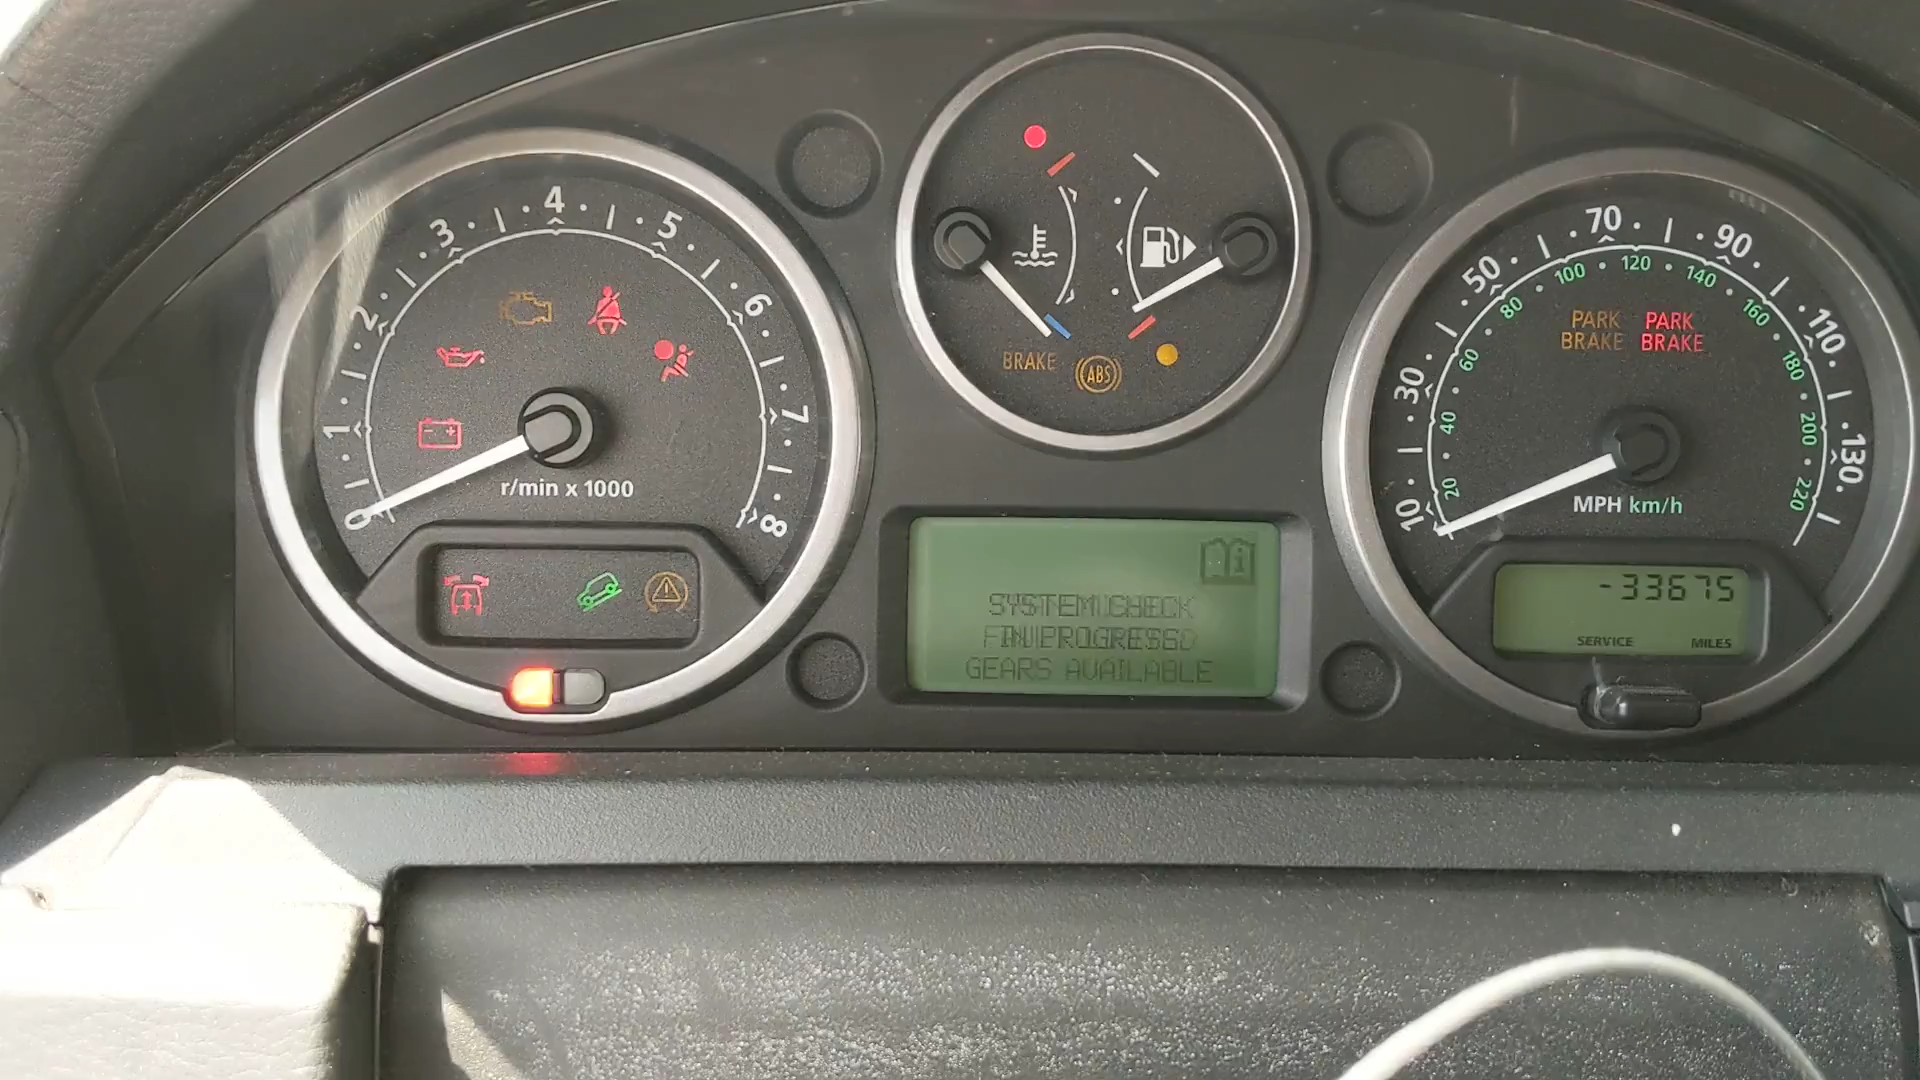 0 1 2 3 4 5 6 7 8
r/min x 1000
BRAKE ABS
10 30 50 70 90 110 130
20 40 60 80 100 120 140 160 180 200 220
PARK PARK
BRAKE BRAKE
MPH km/h
SYSTEM CHECK
IN PROGRESS
GEARS AVAILABLE
-33675
SERVICE MILES